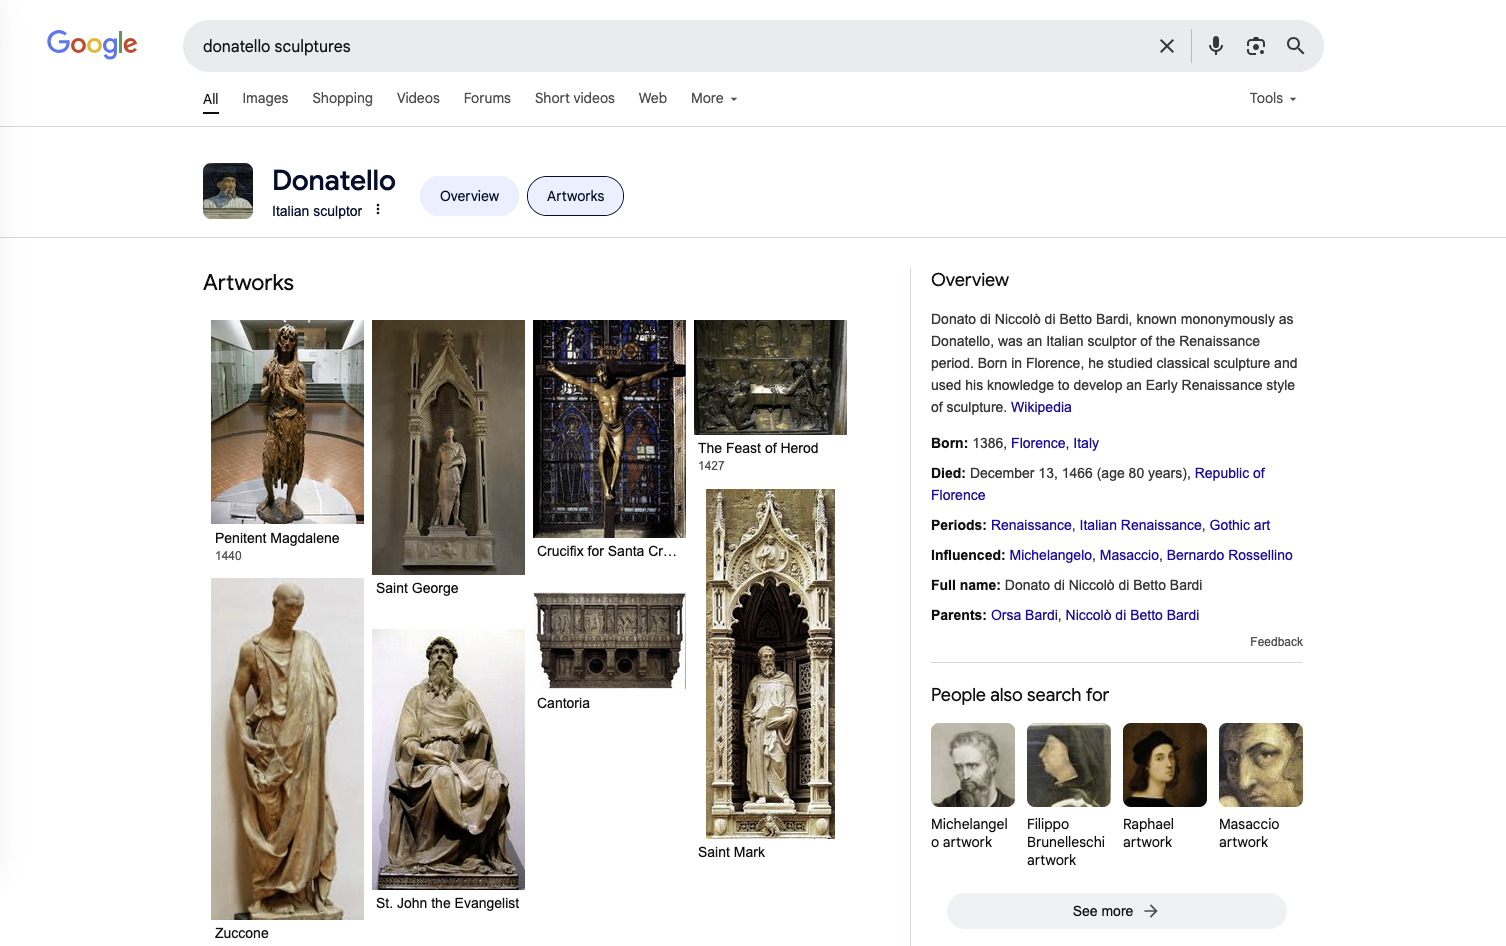 Google
donatello sculptures
All Images Shopping Videos Forums Short videos Web More Tools
Donatello
Italian sculptor
Overview Artworks
Artworks
Penitent Magdalene
1440
Saint George
Crucifix for Santa Cr...
The Feast of Herod
1427
Zuccone
St. John the Evangelist
Cantoria
Saint Mark
Overview
Donato di Niccolò di Betto Bardi, known mononymously as
Donatello, was an Italian sculptor of the Renaissance
period. Born in Florence, he studied classical sculpture and
used his knowledge to develop an Early Renaissance style
of sculpture. Wikipedia
Born: 1386, Florence, Italy
Died: December 13, 1466 (age 80 years), Republic of
Florence
Periods: Renaissance, Italian Renaissance, Gothic art
Influenced: Michelangelo, Masaccio, Bernardo Rossellino
Full name: Donato di Niccolò di Betto Bardi
Parents: Orsa Bardi, Niccolò di Betto Bardi
Feedback
People also search for
Michelangel
o artwork
Filippo
Brunelleschi
artwork
Raphael
artwork
Masaccio
artwork
See more